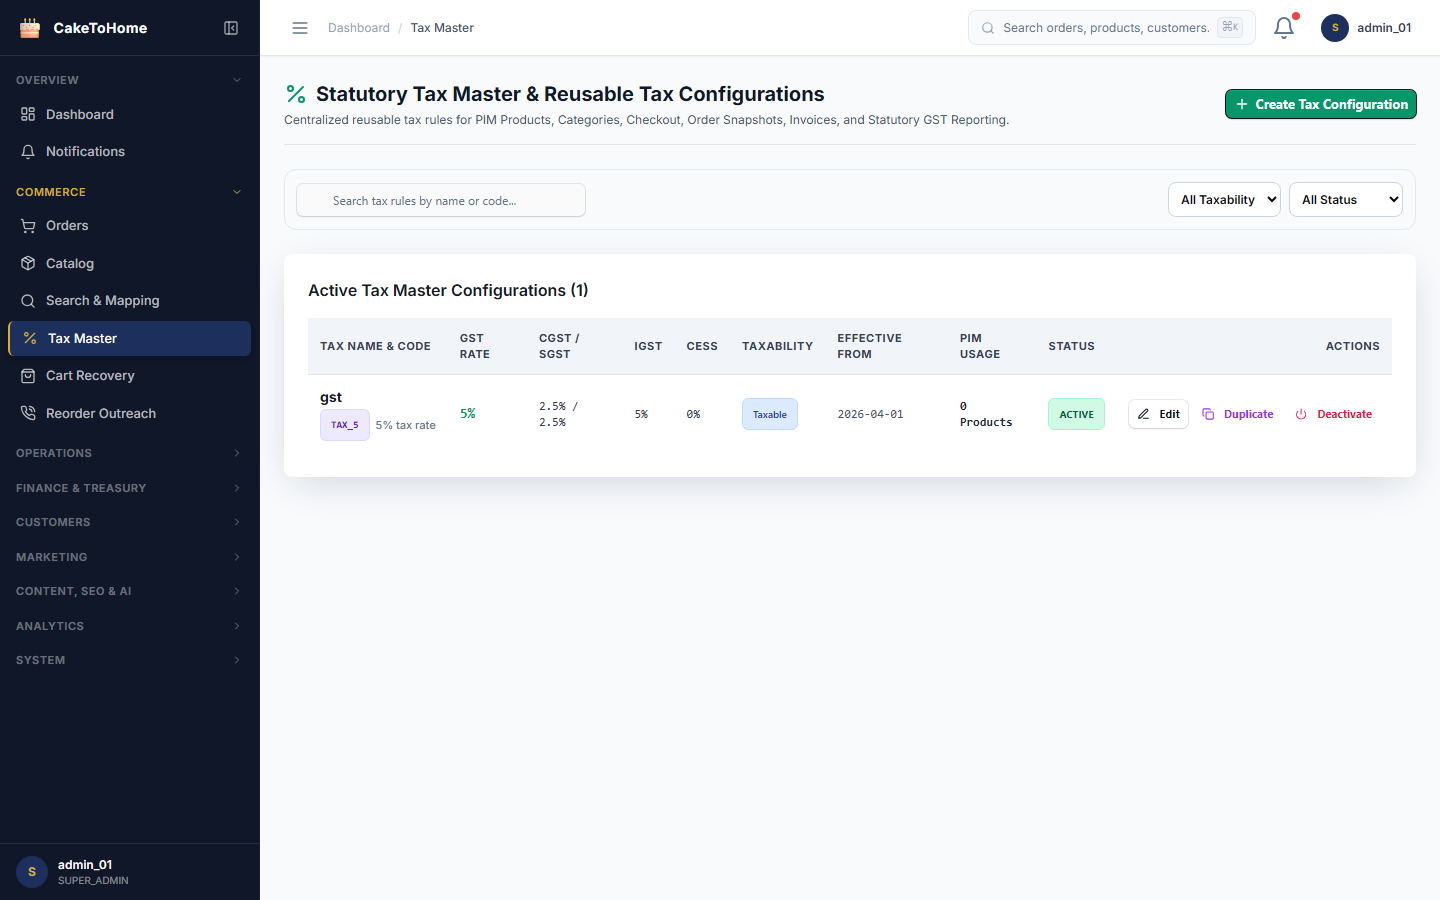 CakeToHome
Dashboard / Tax Master
Search orders, products, customers.
⌘K
S
admin_01
OVERVIEW
Dashboard
Notifications
COMMERCE
Orders
Catalog
Search & Mapping
Tax Master
Cart Recovery
Reorder Outreach
OPERATIONS
FINANCE & TREASURY
CUSTOMERS
MARKETING
CONTENT, SEO & AI
ANALYTICS
SYSTEM
S
admin_01
SUPER_ADMIN
Statutory Tax Master & Reusable Tax Configurations
Centralized reusable tax rules for PIM Products, Categories, Checkout, Order Snapshots, Invoices, and Statutory GST Reporting.
+ Create Tax Configuration
Search tax rules by name or code...
All Taxability
All Status
Active Tax Master Configurations (1)
TAX NAME & CODE
GST
RATE
CGST /
SGST
IGST
CESS
TAXABILITY
EFFECTIVE
FROM
PIM
USAGE
STATUS
ACTIONS
gst
TAX_5
5% tax rate
5%
2.5% /
2.5%
5%
0%
Taxable
2026-04-01
0
Products
ACTIVE
Edit
Duplicate
Deactivate